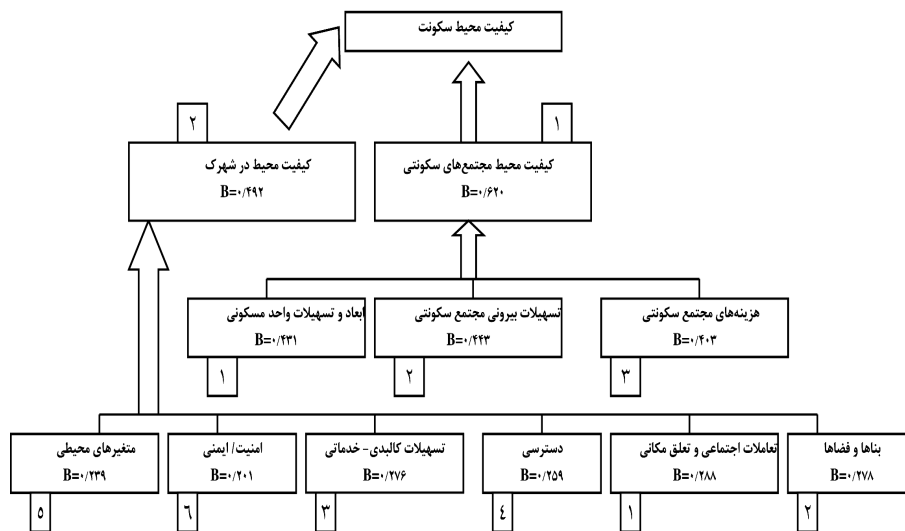 کیفیت محیط سکونت
۱
۲
کیفیت محیط مجتمع‌های سکونتی
B=۰/۶۲۰
کیفیت محیط در شهرک
B=۰/۴۹۲
هزینه‌های مجتمع سکونتی
B=۰/۴۰۳
۳
تسهیلات بیرونی مجتمع سکونتی
B=۰/۴۴۳
۲
ابعاد و تسهیلات واحد مسکونی
B=۰/۴۳۱
۱
بناها و فضاها
B=۰/۲۷۸
۲
تعاملات اجتماعی و تعلق مکانی
B=۰/۲۸۸
۱
دسترسی
B=۰/۲۵۹
۴
تسهیلات کالبدی- خدماتی
B=۰/۲۷۶
۳
امنیت/ ایمنی
B=۰/۲۰۱
۶
متغیرهای محیطی
B=۰/۲۳۹
۵